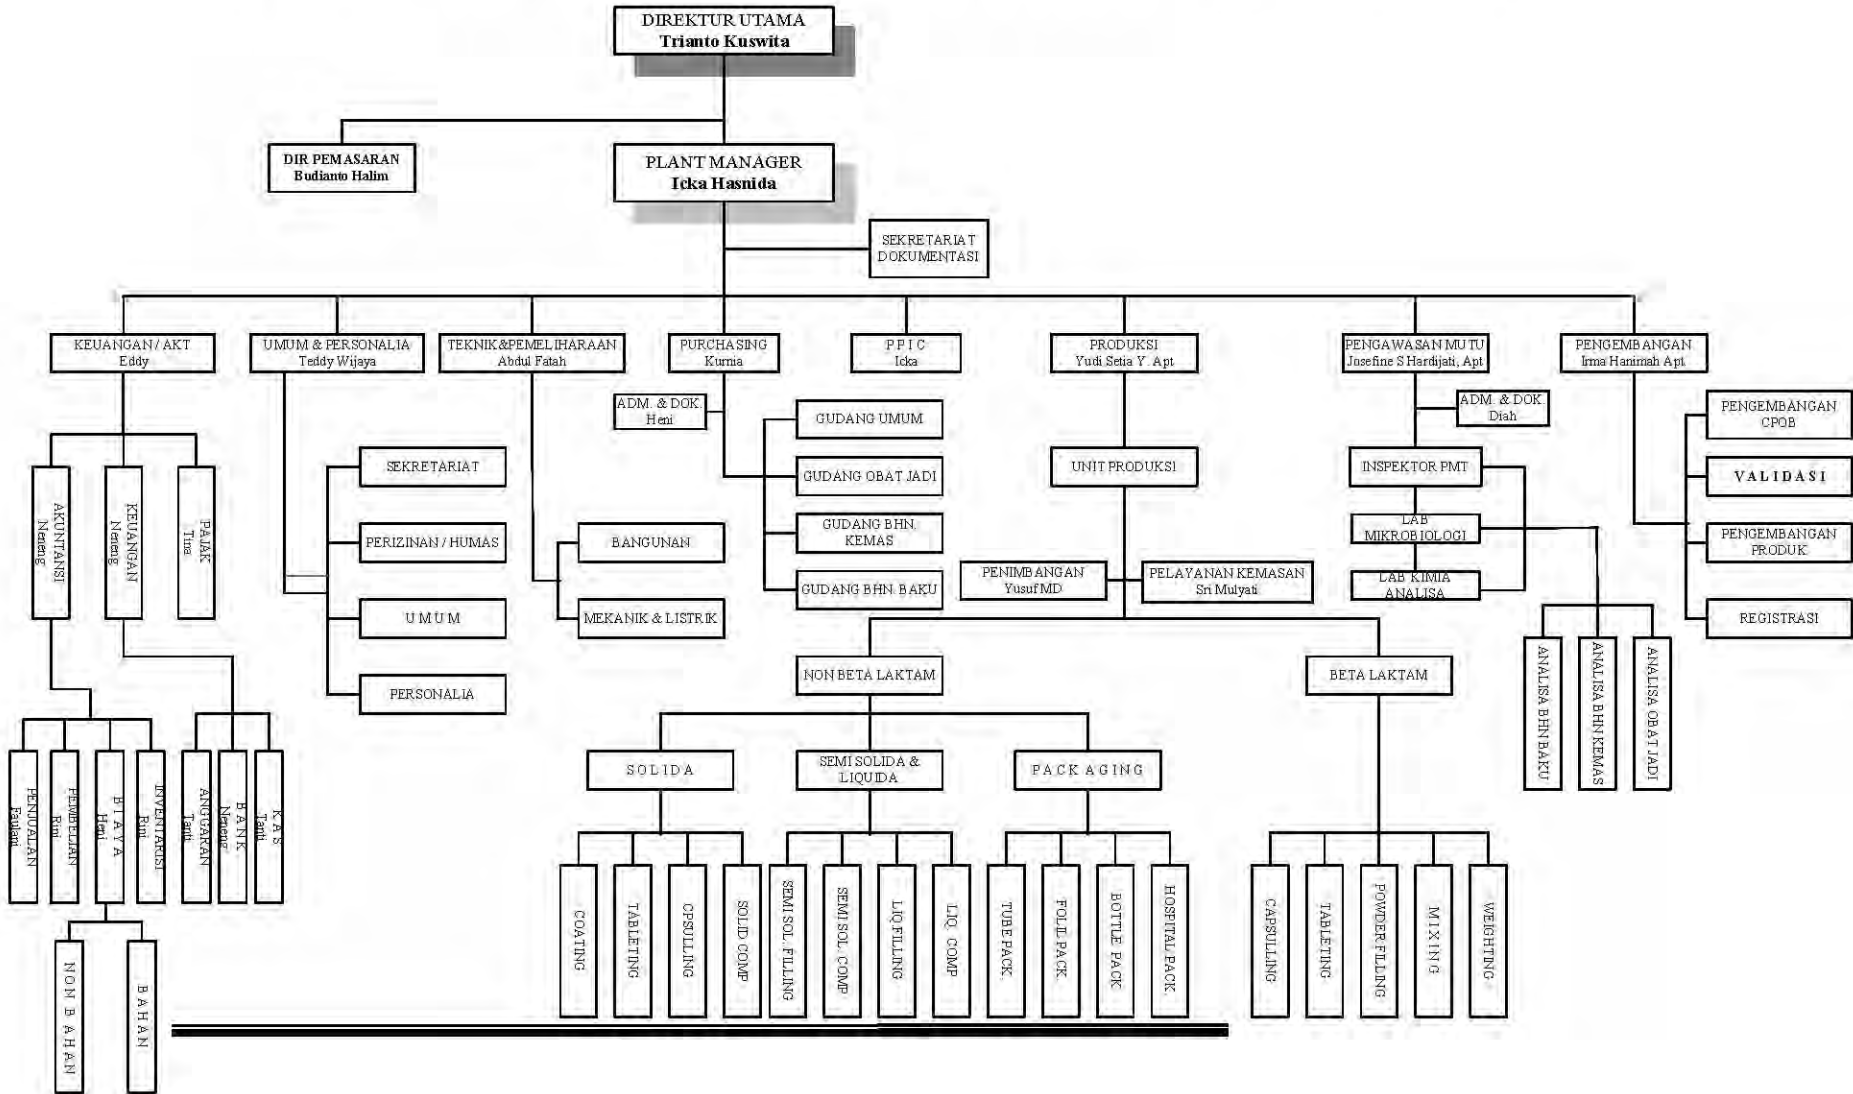 DIREKTUR UTAMA
Trianto Kuswita
DIR PEMASARAN
Budianto Halim
PLANT MANAGER
Icka Hasnida
SEKRETARIAT
DOKUMENTASI
KEUANGAN / AKT
Eddy
UMUM & PERSONALIA
Teddy Wijaya
TEKNIK&PEMELIHARAAN
Abdul Fatah
PURCHASING
Kurnia
P P I C
Icka
PRODUKSI
Yudi Setia Y. Apt
PENGAWASAN MUTU
Josefine S Hardijati, Apt
PENGEMBANGAN
Irma Hanimah Apt.
ADM. & DOK.
Heni
GUDANG UMUM
GUDANG OBAT JADI
GUDANG BHN.
KEMAS
GUDANG BHN. BAKU
ADM. & DOK.
Diah
PENGEMBANGAN
CPOB
V A L I D A S I
PENGEMBANGAN
PRODUK
REGISTRASI
AKUNTANSI
Neneng
KEUANGAN
Neneng
PAJAK
Tina
SEKRETARIAT
PERIZINAN / HUMAS
U M U M
PERSONALIA
BANGUNAN
MEKANIK & LISTRIK
UNIT PRODUKSI
PENIMBANGAN
Yusuf MD
PELAYANAN KEMASAN
Sri Mulyati
INSPEKTOR PMT
LAB
MIKROBIOLOGI
LAB KIMIA
ANALISA
ANALISA BHN BAKU
ANALISA BHN KEMAS
ANALISA OBAT JADI
NON BETA LAKTAM
BETA LAKTAM
S O L I D A
SEMI SOLIDA &
LIQUIDA
P A C K A G I N G
PENJUALAN
Faulani
PEMBELIAN
Rini
B I A Y A
Heni
INVENTARISI
Rini
ANGGARAN
Tanti
B A N K
Neneng
K A S
Tanti
NON BAHAN
BAHAN
COATING
TABLETING
CPSULLING
SOLID COMP
SEMI SOL. FILLING
SEMI SOL. COMP
LIQ.FILLING
LIQ. COMP
TUBE PACK.
FOLII PACK
BOTTLE PACK
HOSPITAL PACK.
CAPSULLING
TABLETING
POWDER FILLING
M I X I N G
WEIGHTING